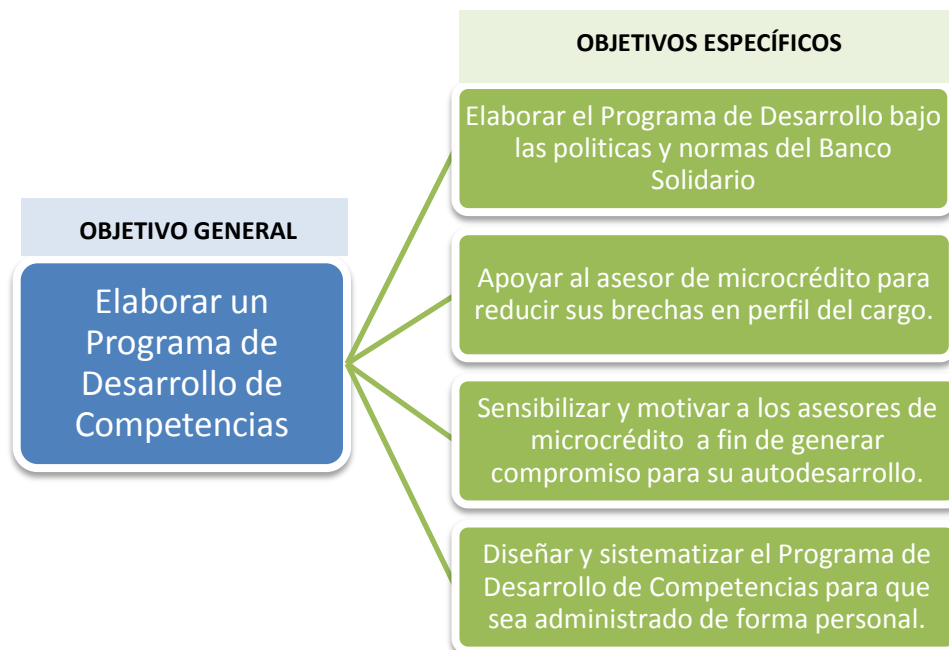 OBJETIVO GENERAL
Elaborar un
Programa de
Desarrollo de
Competencias
OBJETIVOS ESPECÍFICOS
Elaborar el Programa de Desarrollo bajo
las politicas y normas del Banco
Solidario
Apoyar al asesor de microcrédito para
reducir sus brechas en perfil del cargo.
Sensibilizar y motivar a los asesores de
microcrédito a fin de generar
compromiso para su autodesarrollo.
Diseñar y sistematizar el Programa de
Desarrollo de Competencias para que
sea administrado de forma personal.